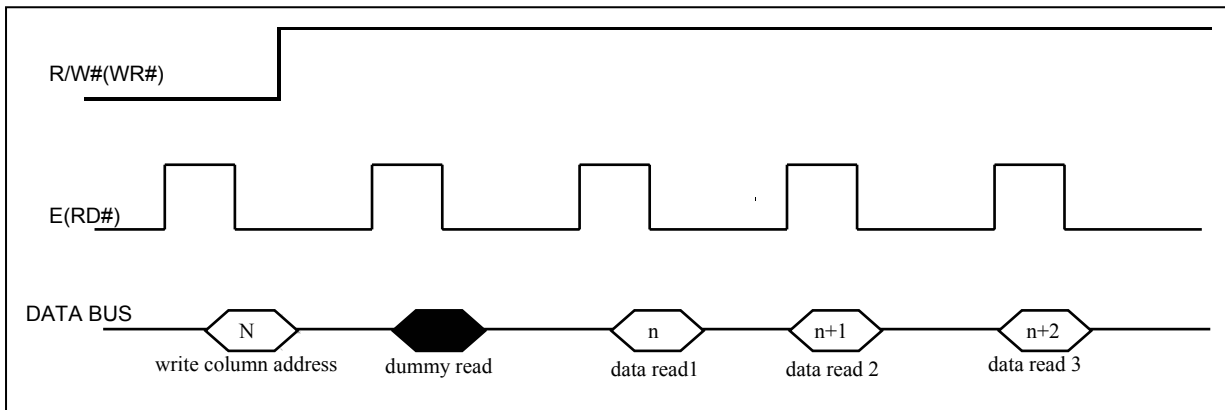 R/W#(WR#)
E(RD#)
DATA BUS
N
n
n+1
n+2
write column address
dummy read
data read1
data read 2
data read 3